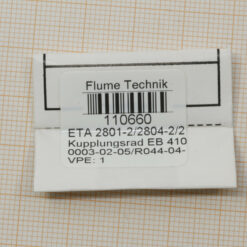 Flume Technik
110660
ETA 2801-2/2804-2/2
Kupplungsrad EB 410
0003-02-05/R044-04-
VPE: 1